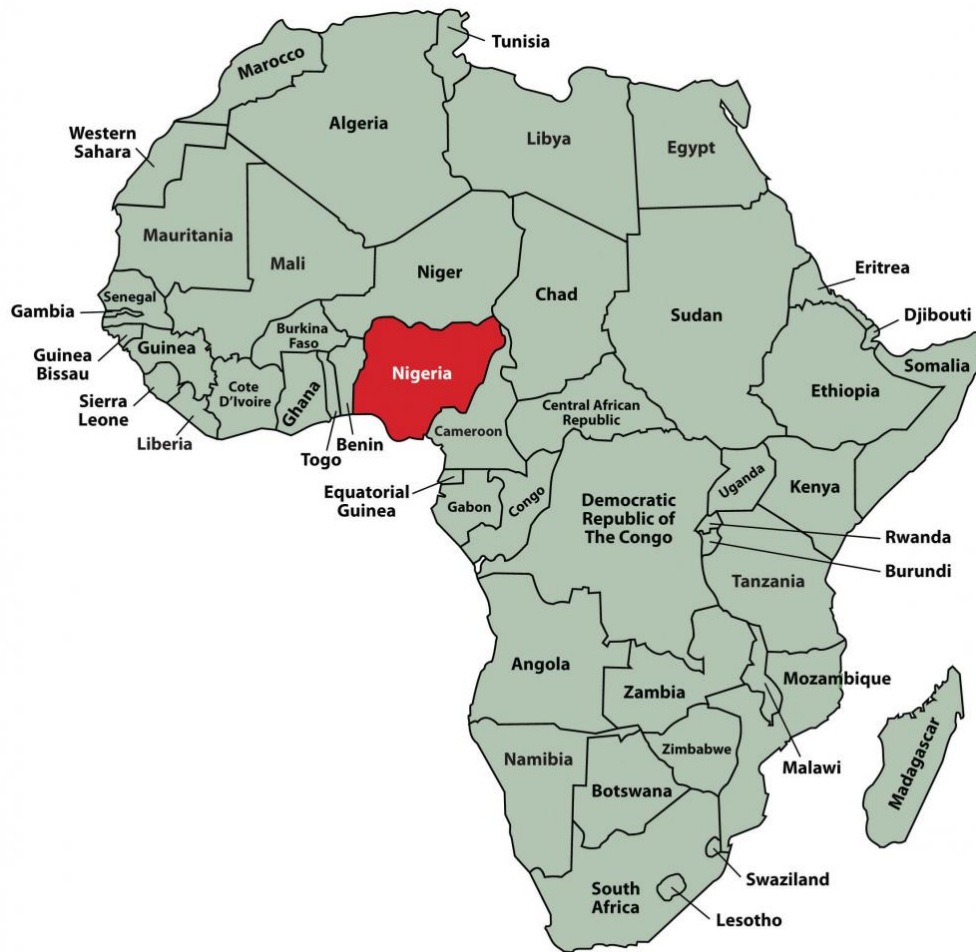 Tunisia
Marocco
Algeria
Libya
Egypt
Western
Sahara
Mauritania
Mali
Niger
Chad
Sudan
Eritrea
Djibouti
Somalia
Ethiopia
Senegal
Gambia
Guinea
Bissau
Guinea
Sierra
Leone
Liberia
Cote
D'Ivoire
Burkina
Faso
Ghana
Togo
Benin
Nigeria
Cameroon
Central African
Republic
Equatorial
Guinea
Gabon
Congo
Democratic
Republic of
The Congo
Uganda
Kenya
Rwanda
Burundi
Tanzania
Angola
Zambia
Mozambique
Malawi
Madagascar
Namibia
Zimbabwe
Botswana
South
Africa
Swaziland
Lesotho